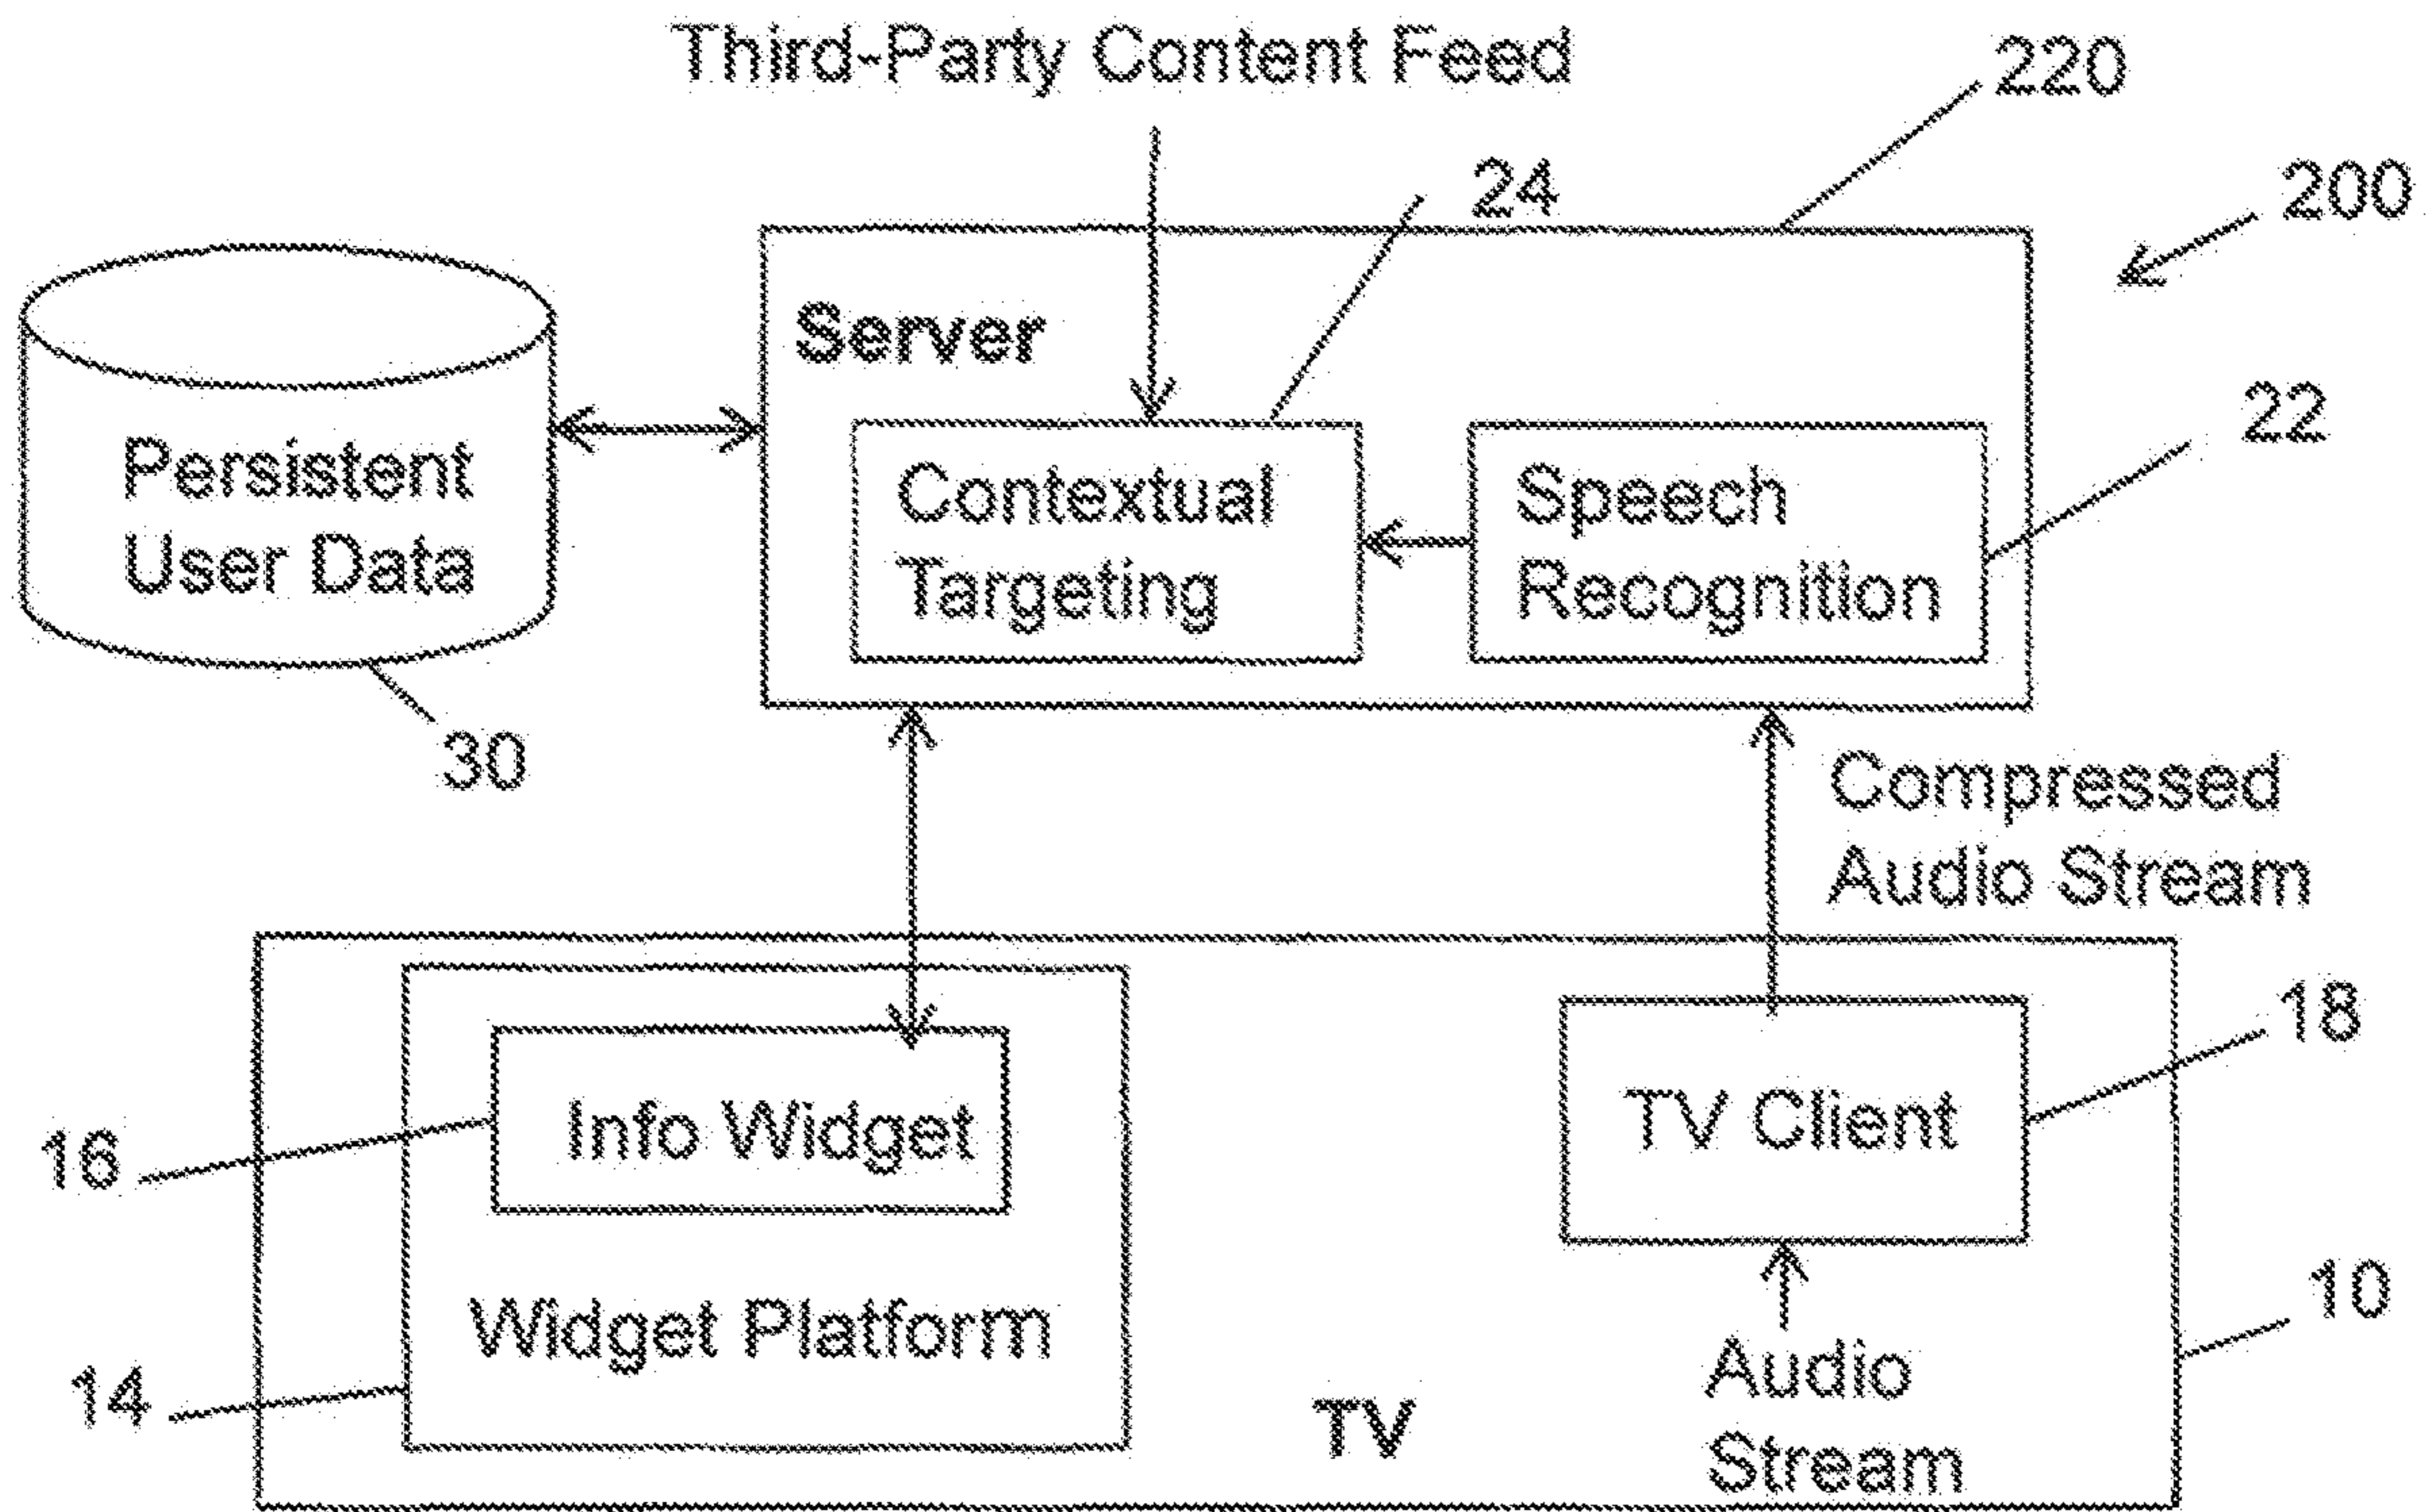 Third-Party Content Feed
220
24
200
Server
22
Persistent
User Data
Contextual
Targeting
Speech
Recognition
30
Compressed
Audio Stream
18
Info Widget
TV Client
16
10
Widget Platform
14
TV
Audio
Stream